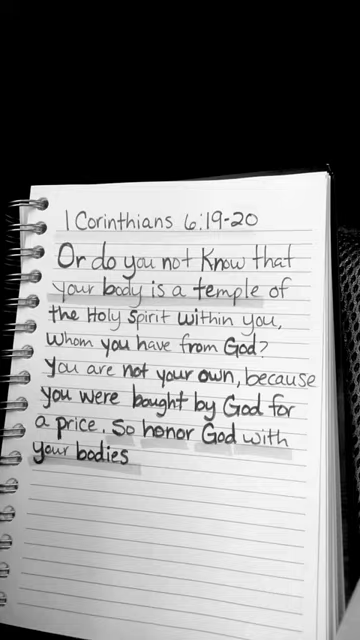 1 Corinthians 6:19-20
Or do you not know that
your body is a temple of
the Holy Spirit within you,
whom you have from God?
You are not your own, because
you were bought by God for
a price. So honor God with
your bodies